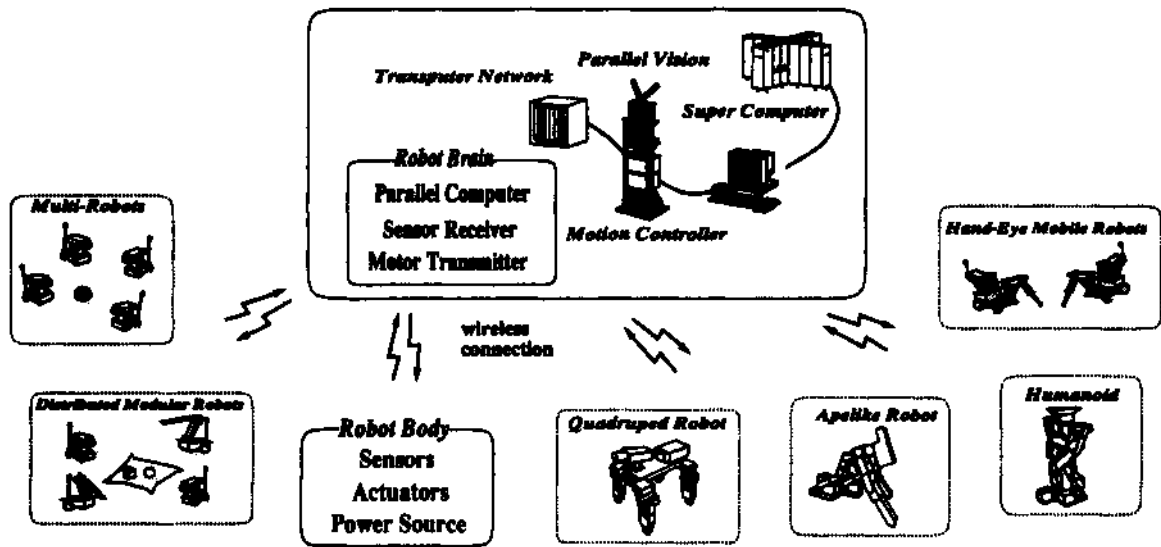 Parallel Vision
Transputer Network
Super Computer
Robot Brain
Parallel Computer
Sensor Receiver
Motor Transmitter
Motion Controller
Multi-Robots
Hand-Eye Mobile Robots
wireless
connection
Distributed Modular Robots
Robot Body
Sensors
Actuators
Power Source
Quadruped Robot
Apelike Robot
Humanoid